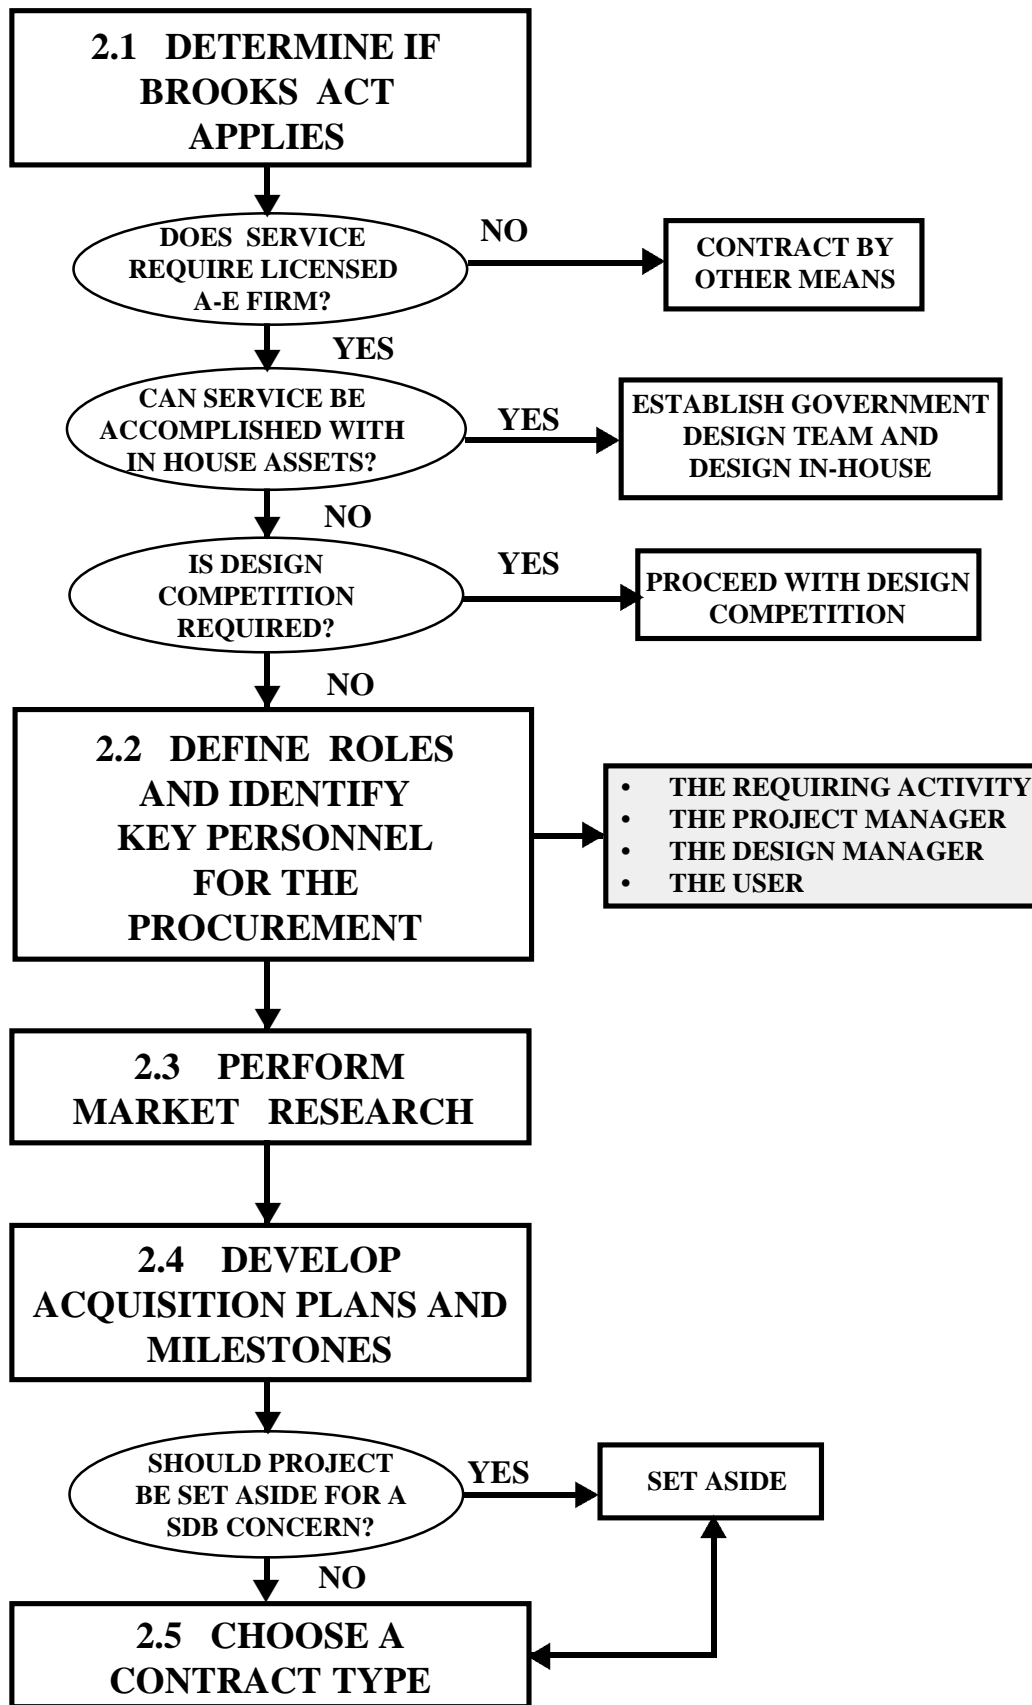 2.1 DETERMINE IF
BROOKS ACT
APPLIES
DOES SERVICE
REQUIRE LICENSED
A-E FIRM?
NO
CONTRACT BY
OTHER MEANS
YES
CAN SERVICE BE
ACCOMPLISHED WITH
IN HOUSE ASSETS?
YES
ESTABLISH GOVERNMENT
DESIGN TEAM AND
DESIGN IN-HOUSE
NO
IS DESIGN
COMPETITION
REQUIRED?
YES
PROCEED WITH DESIGN
COMPETITION
NO
2.2 DEFINE ROLES
AND IDENTIFY
KEY PERSONNEL
FOR THE
PROCUREMENT
• THE REQUIRING ACTIVITY
• THE PROJECT MANAGER
• THE DESIGN MANAGER
• THE USER
2.3 PERFORM
MARKET RESEARCH
2.4 DEVELOP
ACQUISITION PLANS AND
MILESTONES
SHOULD PROJECT
BE SET ASIDE FOR A
SDB CONCERN?
YES
SET ASIDE
NO
2.5 CHOOSE A
CONTRACT TYPE